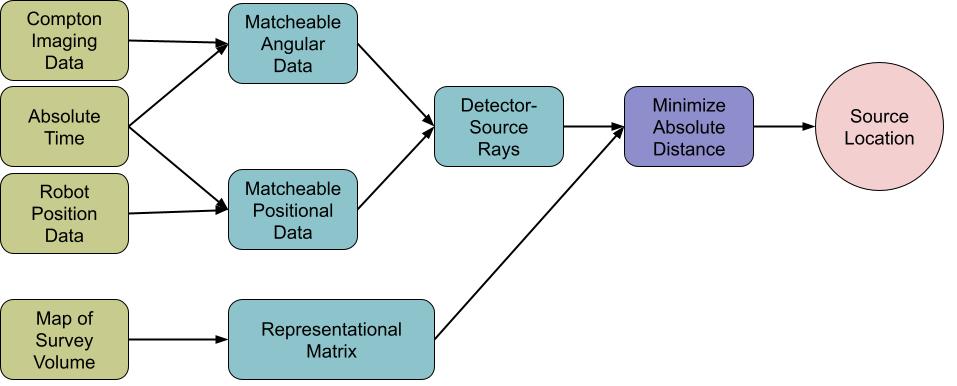 Compton
Imaging
Data
Absolute
Time
Robot
Position
Data
Map of
Survey
Volume
Matcheable
Angular
Data
Matcheable
Positional
Data
Representational
Matrix
Detector-
Source
Rays
Minimize
Absolute
Distance
Source
Location